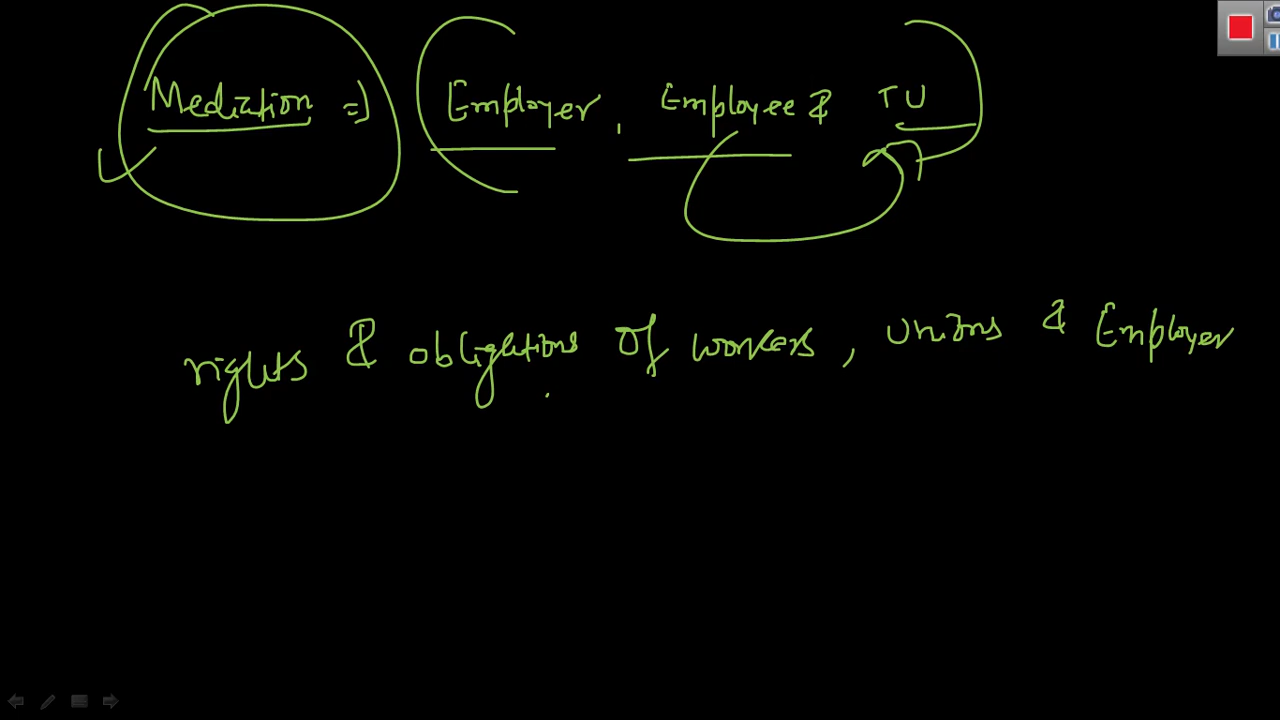 Mediation => Employer, Employee & TU
rights & obligations of workers, unions & Employer